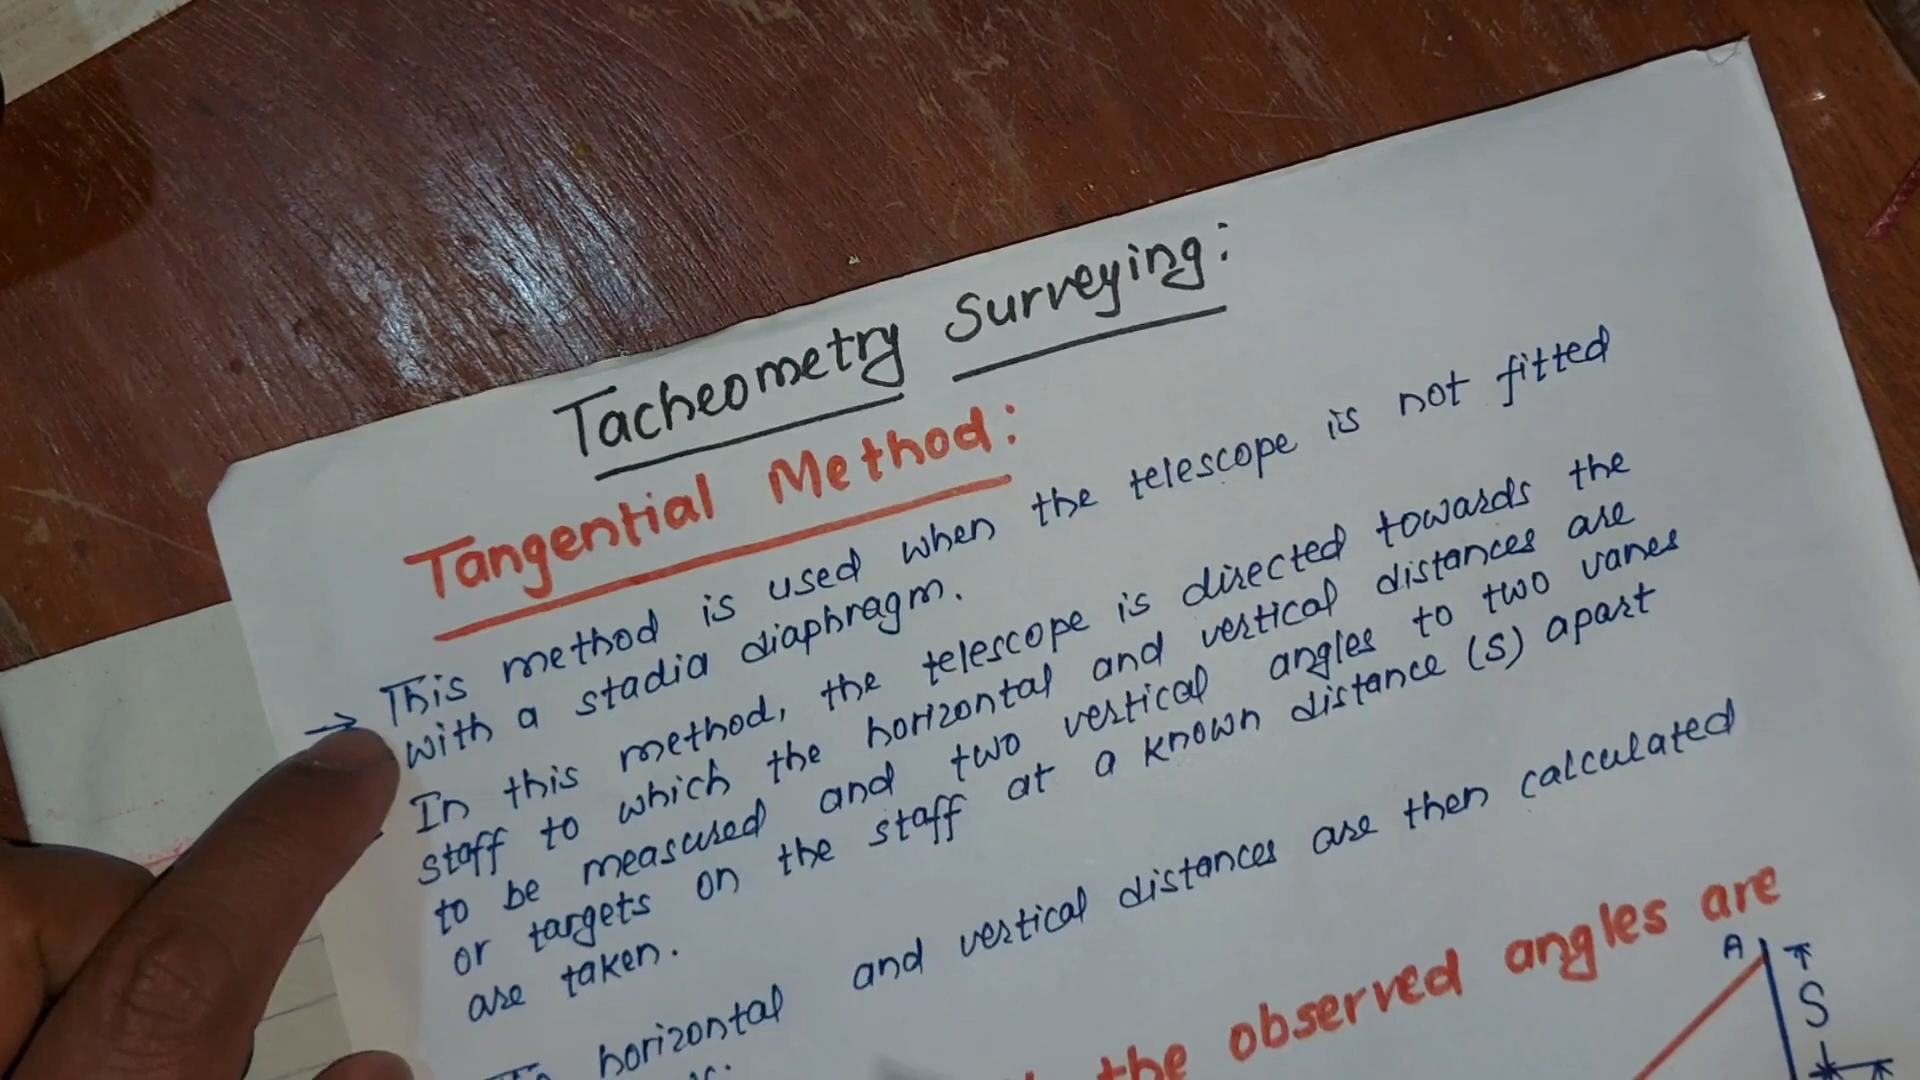 Tacheometry Surveying:
Tangential Method:
→ This method is used when the telescope is not fitted
with a stadia diaphragm.
In this method, the telescope is directed towards the
staff to which the horizontal and vertical distances are
to be measured and two vertical angles to two vanes
or targets on the staff at a known distance (S) apart
are taken.
horizontal and vertical distances are then calculated
the observed angles are
A
S